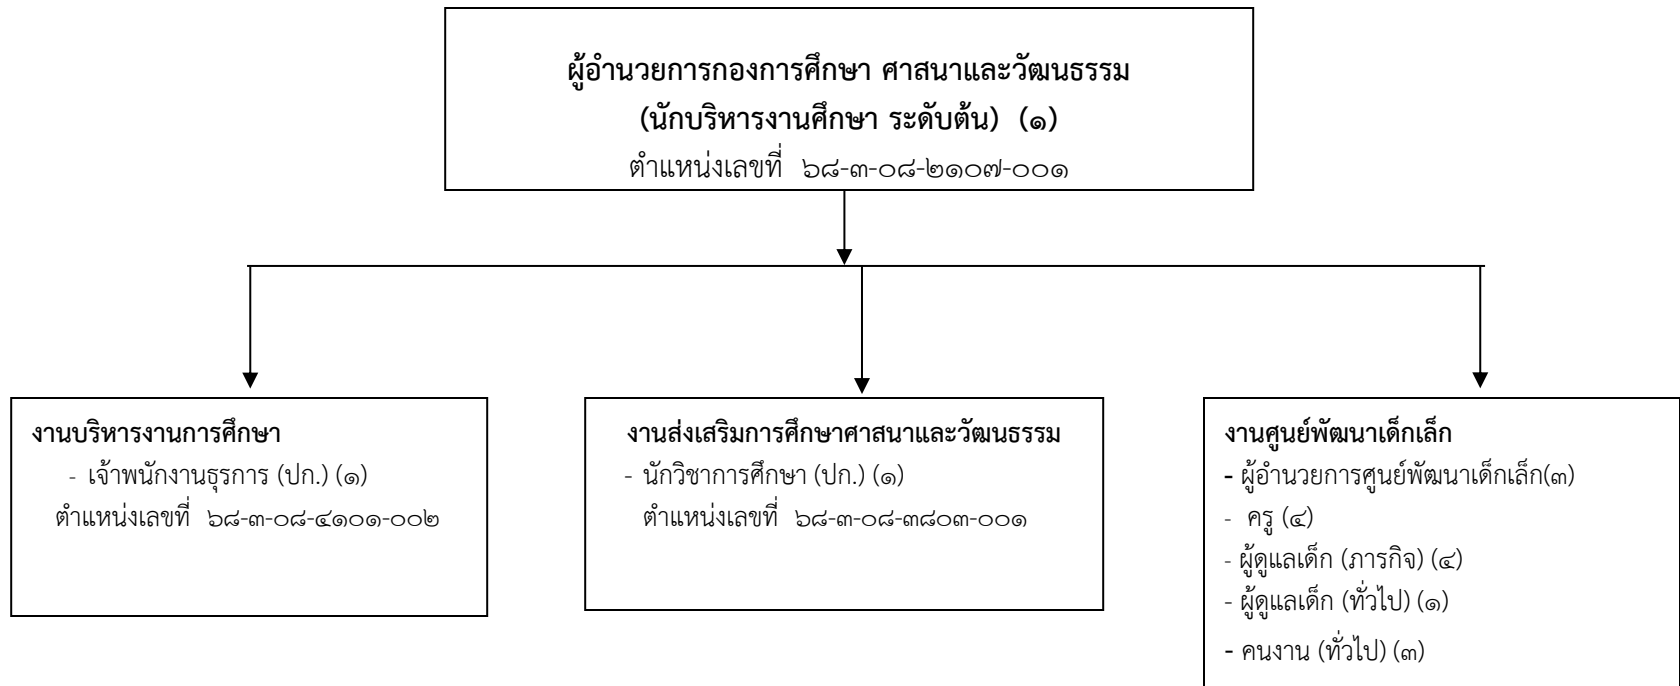 ผู้อำนวยการกองการศึกษา ศาสนาและวัฒนธรรม
(นักบริหารงานศึกษา ระดับต้น) (๑)
ตำแหน่งเลขที่ ๖๘-๓-๐๘-๒๑๐๗-๐๐๑
งานบริหารงานการศึกษา
- เจ้าพนักงานธุรการ (ปก.) (๑)
ตำแหน่งเลขที่ ๖๘-๓-๐๘-๔๑๐๑-๐๐๒
งานส่งเสริมการศึกษาศาสนาและวัฒนธรรม
- นักวิชาการศึกษา (ปก.) (๑)
ตำแหน่งเลขที่ ๖๘-๓-๐๘-๓๘๐๓-๐๐๑
งานศูนย์พัฒนาเด็กเล็ก
- ผู้อำนวยการศูนย์พัฒนาเด็กเล็ก(๓)
- ครู (๔)
- ผู้ดูแลเด็ก (ภารกิจ) (๔)
- ผู้ดูแลเด็ก (ทั่วไป) (๑)
- คนงาน (ทั่วไป) (๓)